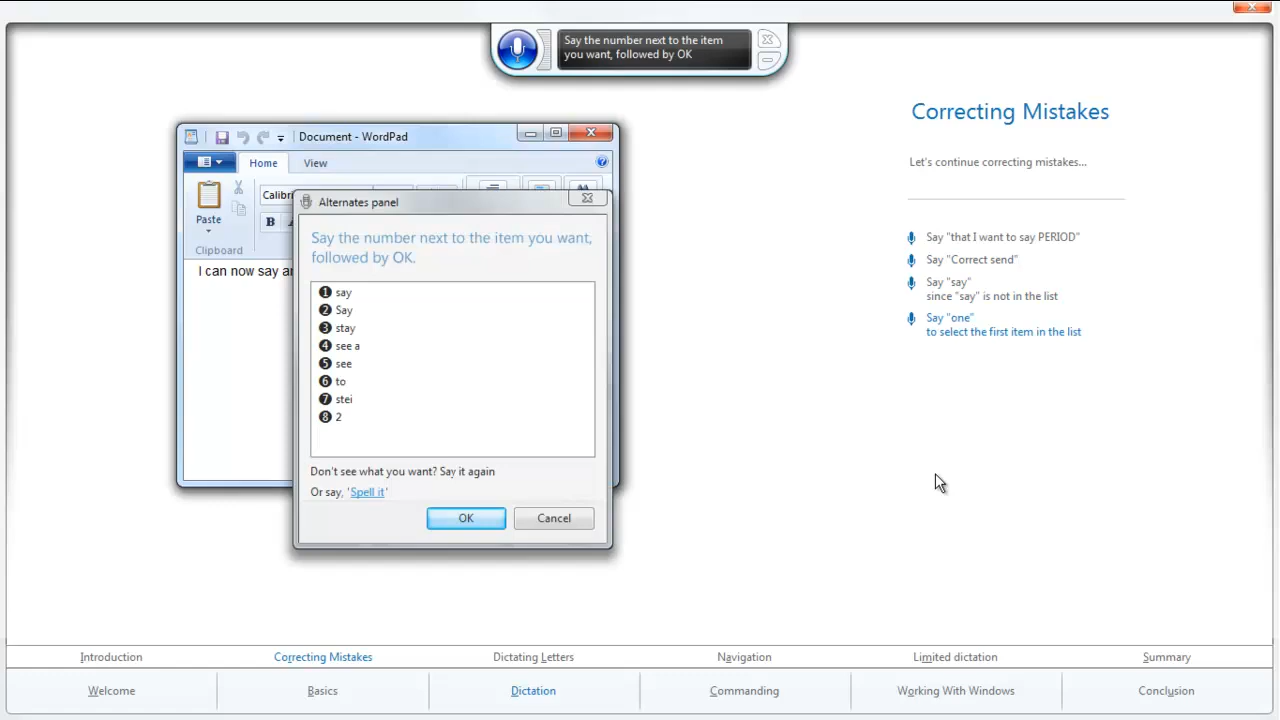 Say the number next to the item
you want, followed by OK
Correcting Mistakes
Let's continue correcting mistakes...
Say "that I want to say PERIOD"
Say "Correct send"
Say "say"
since "say" is not in the list
Say "one"
to select the first item in the list
Document - WordPad
Home View
Calibri
Paste
B
Clipboard
I can now say
Alternates panel
Say the number next to the item you want,
followed by OK.
1 say
2 Say
3 stay
4 see a
5 see
6 to
7 stei
8 2
Don't see what you want? Say it again
Or say, 'Spell it'
OK Cancel
Introduction Correcting Mistakes Dictating Letters Navigation Limited dictation Summary
Welcome Basics Dictation Commanding Working With Windows Conclusion